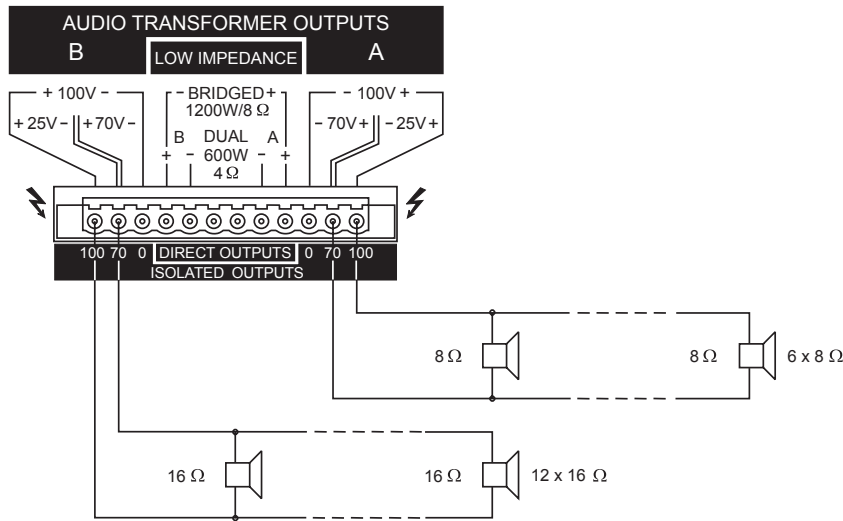 AUDIO TRANSFORMER OUTPUTS
B LOW IMPEDANCE A
+ 100V - - BRIDGED + - 100V +
1200W/8 Ω
+ 25V - + 70V - B DUAL A - 70V + - 25V +
+ - 600W - +
4 Ω
100 70 0 DIRECT OUTPUTS 0 70 100
ISOLATED OUTPUTS
8 Ω 8 Ω 6 x 8 Ω
16 Ω 16 Ω 12 x 16 Ω